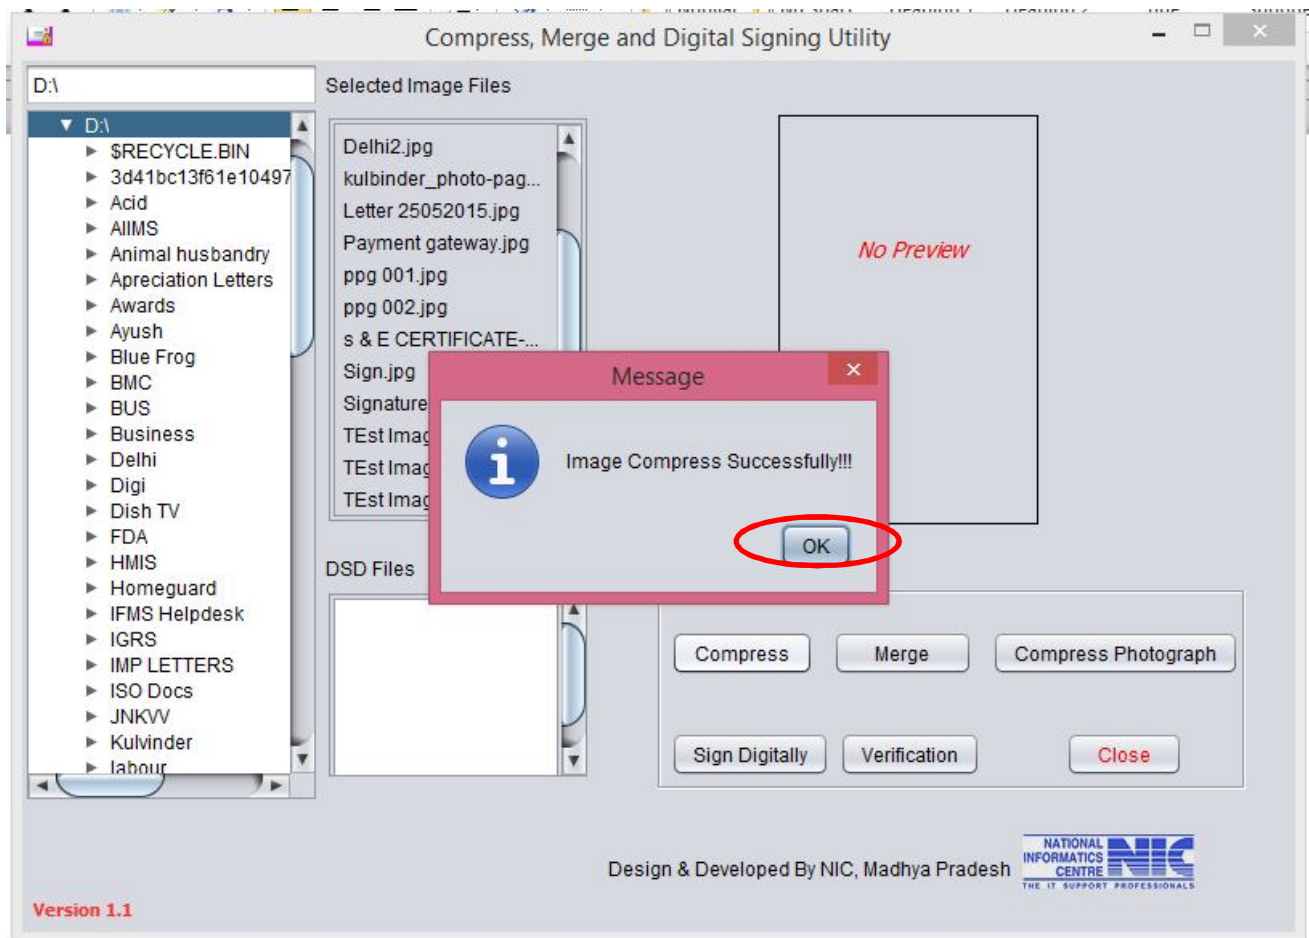 Compress, Merge and Digital Signing Utility
D:\
Selected Image Files
D:\
$RECYCLE.BIN
3d41bc13f61e10497
Acid
AIIMS
Animal husbandry
Apreciation Letters
Awards
Ayush
Blue Frog
BMC
BUS
Business
Delhi
Digi
Dish TV
FDA
HMIS
Homeguard
IFMS Helpdesk
IGRS
IMP LETTERS
ISO Docs
JNKVV
Kulvinder
labour
Delhi2.jpg
kulbinder_photo-pag...
Letter 25052015.jpg
Payment gateway.jpg
ppg 001.jpg
ppg 002.jpg
s & E CERTIFICATE-...
Sign.jpg
Signature
TEst Imag
TEst Imag
TEst Imag
No Preview
Message
Image Compress Successfully!!!
OK
DSD Files
Compress
Merge
Compress Photograph
Sign Digitally
Verification
Close
Design & Developed By NIC, Madhya Pradesh
NATIONAL
INFORMATICS
CENTRE
NIC
THE IT SUPPORT PROFESSIONALS
Version 1.1